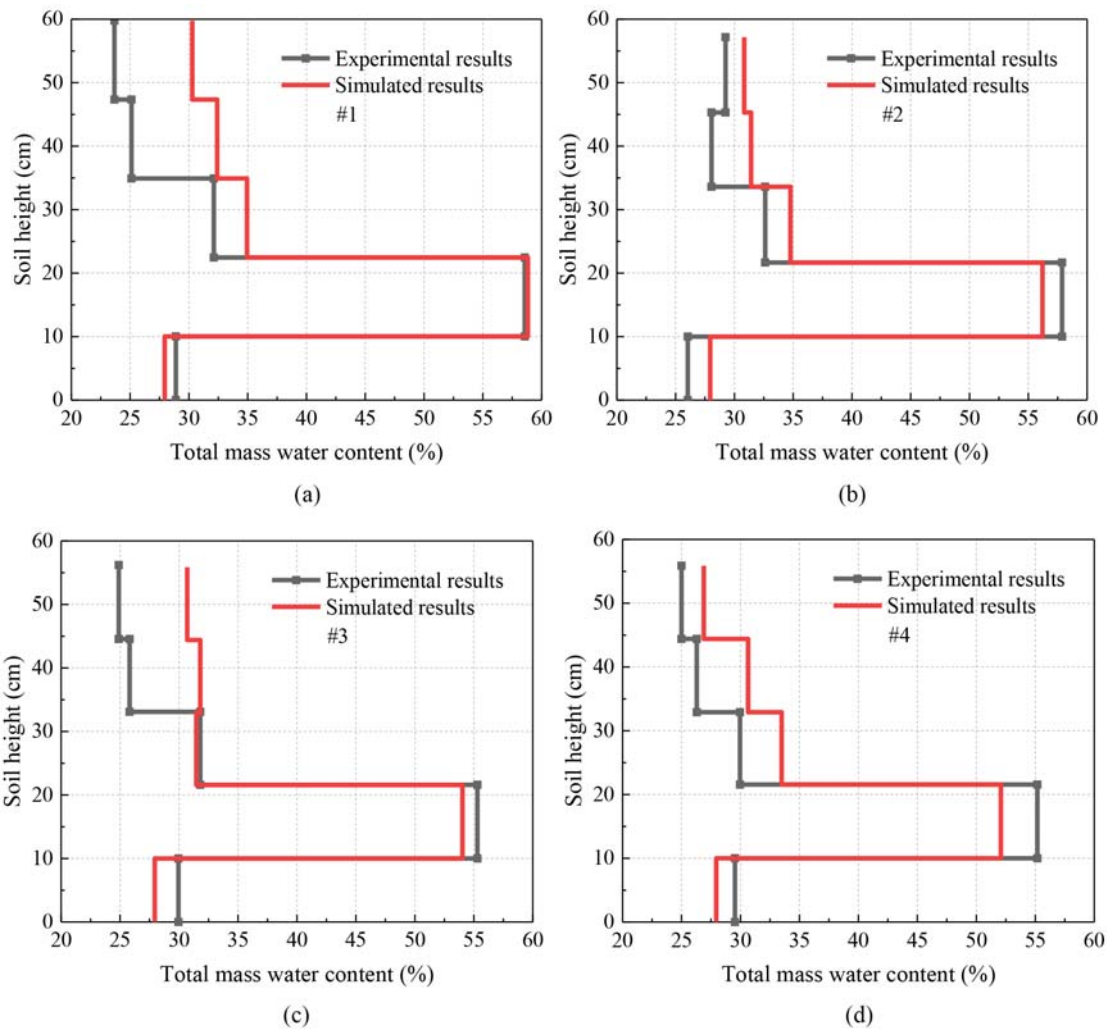 60
50
40
30
20
10
0
Soil height (cm)
Experimental results
Simulated results
#1
20 25 30 35 40 45 50 55 60
Total mass water content (%)
(a)
60
50
40
30
20
10
0
Soil height (cm)
Experimental results
Simulated results
#2
20 25 30 35 40 45 50 55 60
Total mass water content (%)
(b)
60
50
40
30
20
10
0
Soil height (cm)
Experimental results
Simulated results
#3
20 25 30 35 40 45 50 55 60
Total mass water content (%)
(c)
60
50
40
30
20
10
0
Soil height (cm)
Experimental results
Simulated results
#4
20 25 30 35 40 45 50 55 60
Total mass water content (%)
(d)